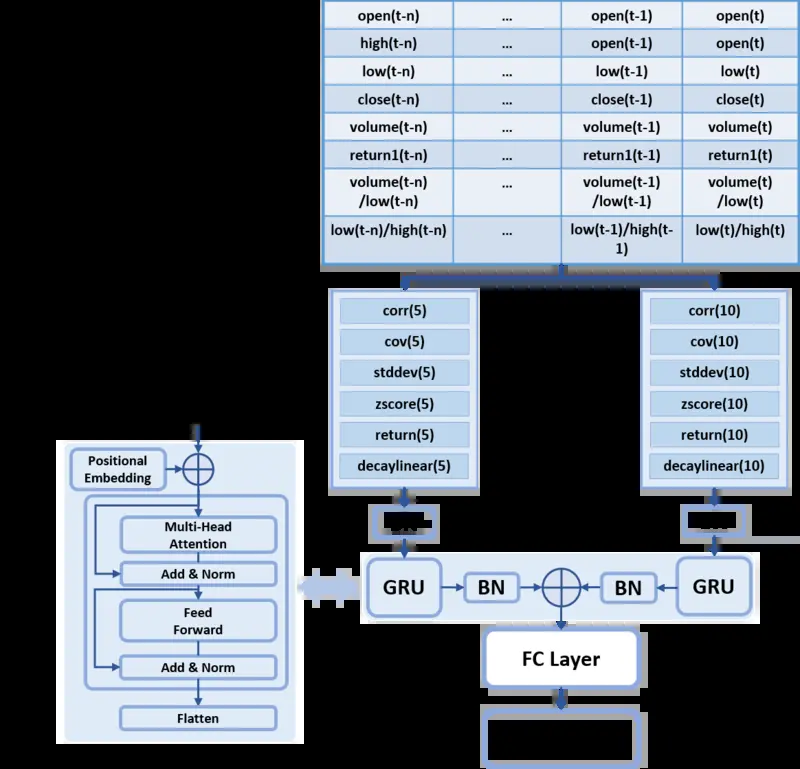 open(t-n) ... open(t-1) open(t)
high(t-n) ... open(t-1) open(t)
low(t-n) ... low(t-1) low(t)
close(t-n) ... close(t-1) close(t)
volume(t-n) ... volume(t-1) volume(t)
return1(t-n) ... return1(t-1) return1(t)
volume(t-n) ... volume(t-1) volume(t)
/low(t-n) /low(t-1) /low(t)
low(t-n)/high(t-n) ... low(t-1)/high(t- low(t)/high(t)
1)
corr(5)
cov(5)
stddev(5)
zscore(5)
return(5)
decaylinear(5)
corr(10)
cov(10)
stddev(10)
zscore(10)
return(10)
decaylinear(10)
Positional
Embedding
Multi-Head
Attention
Add & Norm
Feed
Forward
Add & Norm
Flatten
GRU BN BN GRU
FC Layer